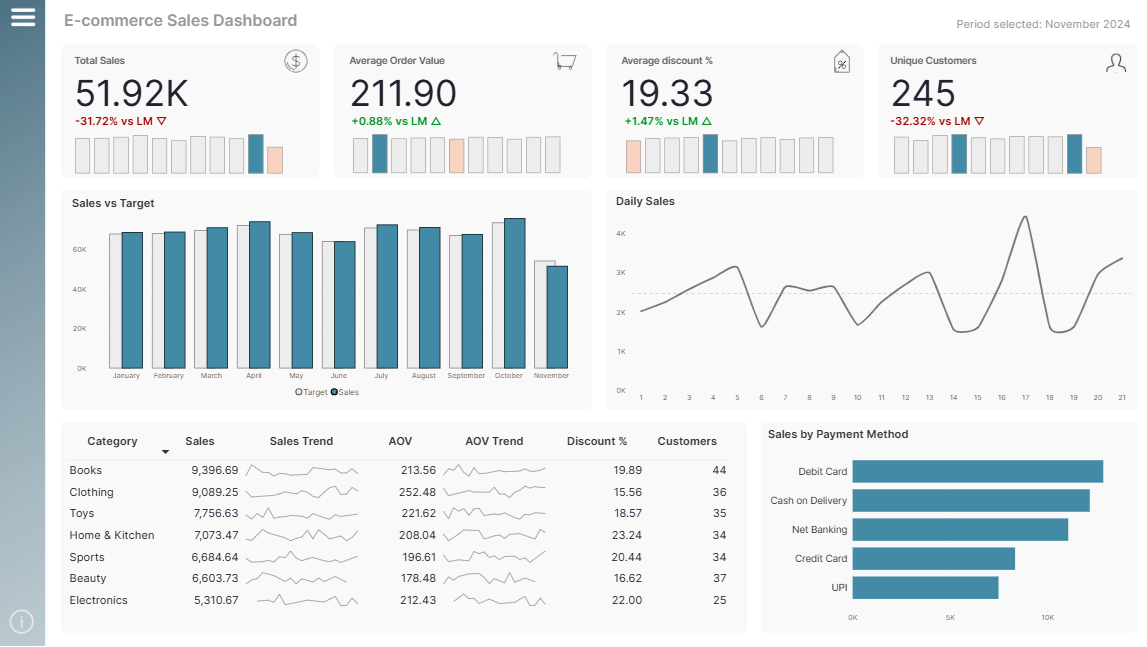 E-commerce Sales Dashboard
Period selected: November 2024
Total Sales
51.92K
-31.72% vs LM ▽
Average Order Value
211.90
+0.88% vs LM △
Average discount %
19.33
+1.47% vs LM △
Unique Customers
245
-32.32% vs LM ▽
Sales vs Target
60K
40K
20K
0K
January February March April May June July August September October November
Target Sales
Daily Sales
4K
3K
2K
1K
0K
1 2 3 4 5 6 7 8 9 10 11 12 13 14 15 16 17 18 19 20 21
Category Sales Sales Trend AOV AOV Trend Discount % Customers
Books 9,396.69 213.56 19.89 44
Clothing 9,089.25 252.48 15.56 36
Toys 7,756.63 221.62 18.57 35
Home & Kitchen 7,073.47 208.04 23.24 34
Sports 6,684.64 196.61 20.44 34
Beauty 6,603.73 178.48 16.62 37
Electronics 5,310.67 212.43 22.00 25
Sales by Payment Method
Debit Card
Cash on Delivery
Net Banking
Credit Card
UPI
0K 5K 10K